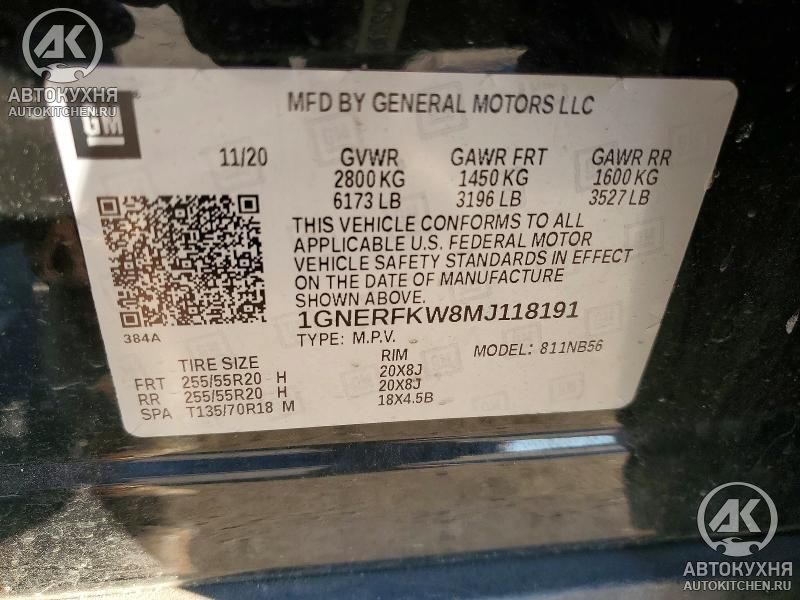 AK
АВТОКУХНЯ
AUTOKITCHEN.RU
GM
MFD BY GENERAL MOTORS LLC
11/20 GVWR GAWR FRT GAWR RR
2800 KG 1450 KG 1600 KG
6173 LB 3196 LB 3527 LB
THIS VEHICLE CONFORMS TO ALL
APPLICABLE U.S. FEDERAL MOTOR
VEHICLE SAFETY STANDARDS IN EFFECT
ON THE DATE OF MANUFACTURE
SHOWN ABOVE.
1GNERFKW8MJ118191
384A
TYPE: M.P.V. MODEL: 811NB56
TIRE SIZE RIM
FRT 255/55R20 H 20X8J
RR 255/55R20 H 20X8J
SPA T135/70R18 M 18X4.5B
AK
АВТОКУХНЯ
AUTOKITCHEN.RU